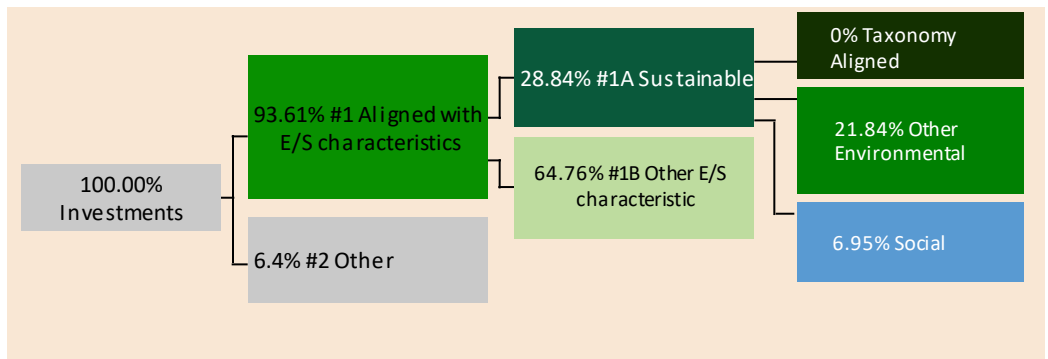 100.00%
Investments
93.61% #1 Aligned with
E/S characteristics
6.4% #2 Other
28.84% #1A Sustainable
64.76% #1B Other E/S
characteristic
0% Taxonomy
Aligned
21.84% Other
Environmental
6.95% Social